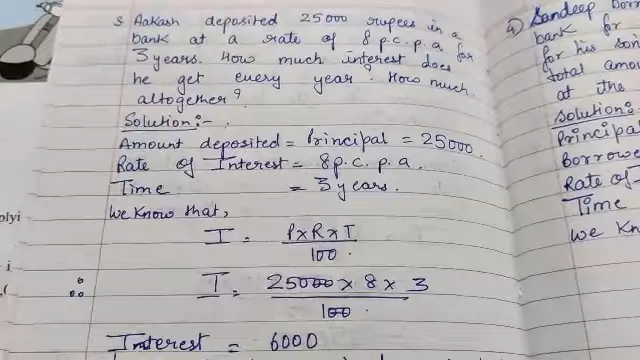 3 Aakash deposited 25000 rupees in a
bank at a rate of 8 p.c.p.a for
3 years. How much interest does
he get every year. How much
altogether?
Solution:-
Amount deposited = Principal = 25000.
Rate of Interest = 8 p.c.p.a.
Time = 3 years.
We know that,
I = P×R×T
100.
∴ I = 25000 × 8 × 3
100.
Interest = 6000
4) Sandeep
bank for
for his son
total amou
at the
Solution:-
Principal
Borrowe
Rate of
Time
We Kn
olyi
i